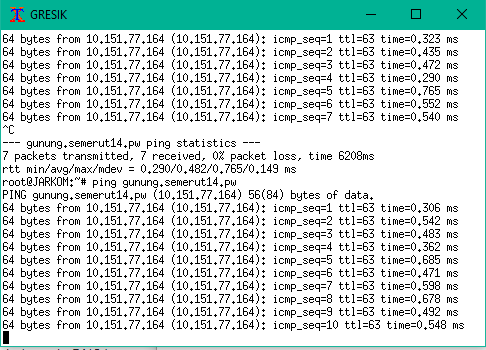 GRESIK
64 bytes from 10.151.77.164 (10.151.77.164): icmp_seq=1 ttl=63 time=0.323 ms
64 bytes from 10.151.77.164 (10.151.77.164): icmp_seq=2 ttl=63 time=0.435 ms
64 bytes from 10.151.77.164 (10.151.77.164): icmp_seq=3 ttl=63 time=0.472 ms
64 bytes from 10.151.77.164 (10.151.77.164): icmp_seq=4 ttl=63 time=0.290 ms
64 bytes from 10.151.77.164 (10.151.77.164): icmp_seq=5 ttl=63 time=0.765 ms
64 bytes from 10.151.77.164 (10.151.77.164): icmp_seq=6 ttl=63 time=0.552 ms
64 bytes from 10.151.77.164 (10.151.77.164): icmp_seq=7 ttl=63 time=0.540 ms
^C
--- gunung.semerut14.pw ping statistics ---
7 packets transmitted, 7 received, 0% packet loss, time 6208ms
rtt min/avg/max/mdev = 0.290/0.482/0.765/0.149 ms
root@JARKOM:~# ping gunung.semerut14.pw
PING gunung.semerut14.pw (10.151.77.164) 56(84) bytes of data.
64 bytes from 10.151.77.164 (10.151.77.164): icmp_seq=1 ttl=63 time=0.306 ms
64 bytes from 10.151.77.164 (10.151.77.164): icmp_seq=2 ttl=63 time=0.542 ms
64 bytes from 10.151.77.164 (10.151.77.164): icmp_seq=3 ttl=63 time=0.483 ms
64 bytes from 10.151.77.164 (10.151.77.164): icmp_seq=4 ttl=63 time=0.362 ms
64 bytes from 10.151.77.164 (10.151.77.164): icmp_seq=5 ttl=63 time=0.685 ms
64 bytes from 10.151.77.164 (10.151.77.164): icmp_seq=6 ttl=63 time=0.471 ms
64 bytes from 10.151.77.164 (10.151.77.164): icmp_seq=7 ttl=63 time=0.598 ms
64 bytes from 10.151.77.164 (10.151.77.164): icmp_seq=8 ttl=63 time=0.678 ms
64 bytes from 10.151.77.164 (10.151.77.164): icmp_seq=9 ttl=63 time=0.492 ms
64 bytes from 10.151.77.164 (10.151.77.164): icmp_seq=10 ttl=63 time=0.548 ms